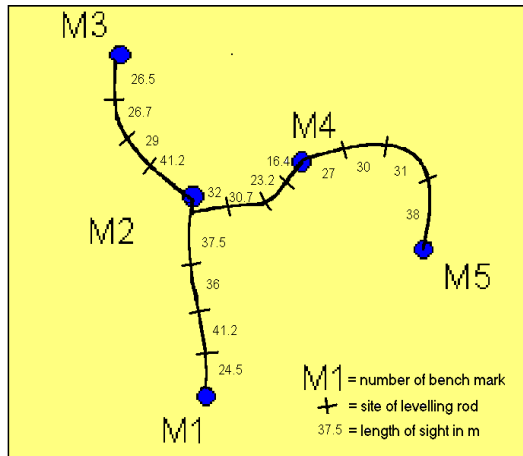 M3
26.5
26.7
29
41.2
M4
16.4
23.2
30.7
32
27
30
31
38
M2
M5
37.5
36
41.2
24.5
M1
M1 = number of bench mark
= site of levelling rod
37.5 = length of sight in m